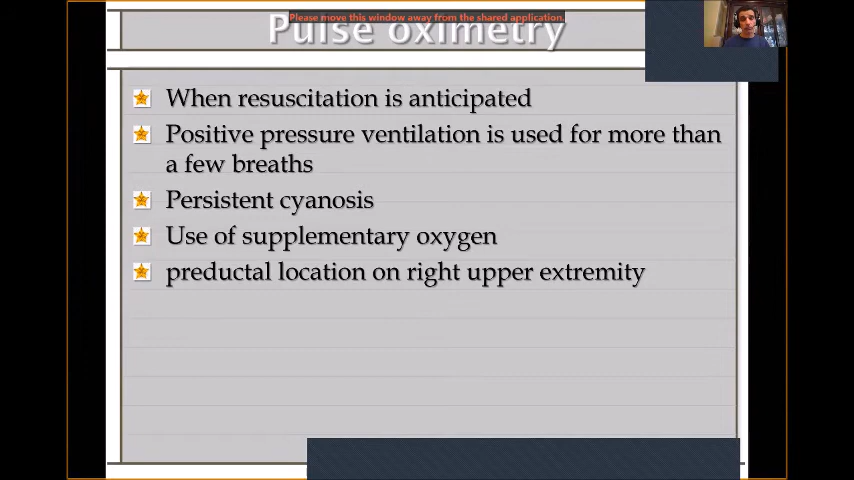 Please move this window away from the shared application.
Pulse oximetry
When resuscitation is anticipated
Positive pressure ventilation is used for more than
a few breaths
Persistent cyanosis
Use of supplementary oxygen
preductal location on right upper extremity